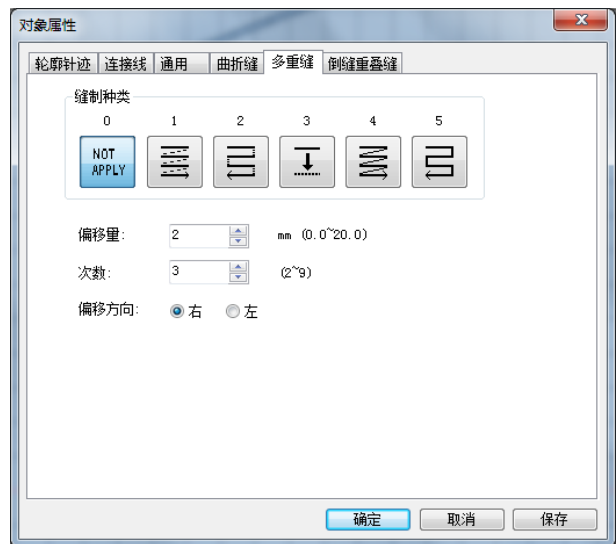 对象属性
轮廓针迹 连接线 通用 曲折缝 多重缝 倒缝重叠缝
缝制种类
0 1 2 3 4 5
NOT
APPLY
偏移量: 2 mm (0.0~20.0)
次数: 3 (2~9)
偏移方向: 右 左
确定 取消 保存